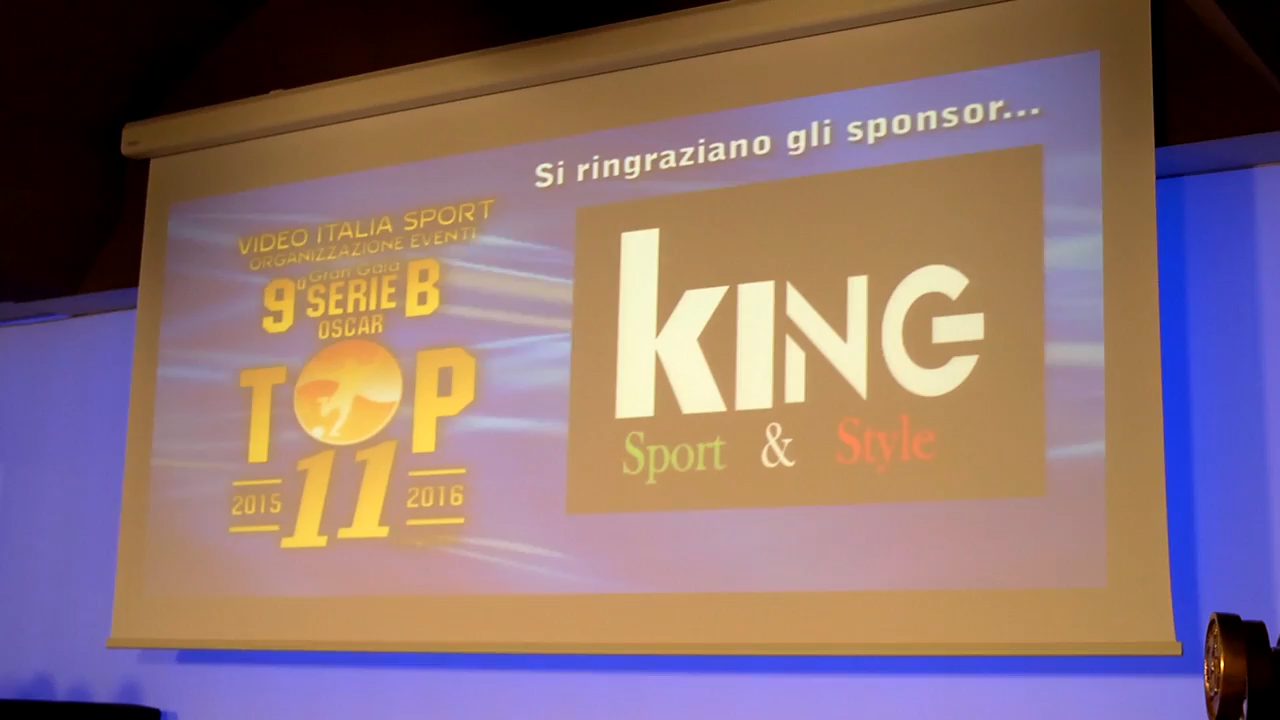 Si ringraziano gli sponsor...
VIDEO ITALIA SPORT
ORGANIZZAZIONE EVENTI
Gran Gala
9ª SERIE B
OSCAR
TOP
11
2015 2016
KING
Sport & Style